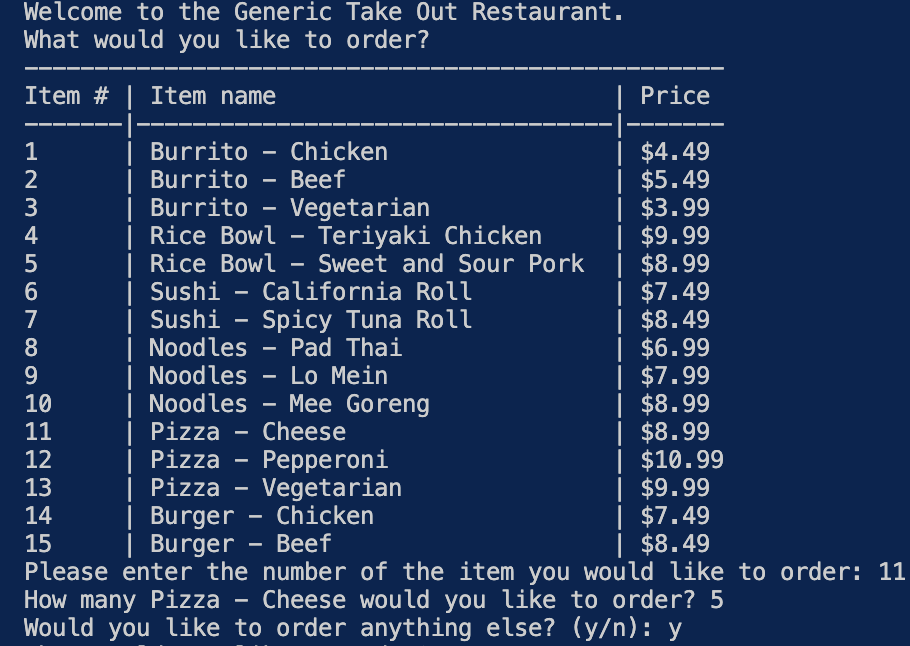 Welcome to the Generic Take Out Restaurant.
What would you like to order?
--------------------------------------------------
Item # | Item name                        | Price
-------|----------------------------------|-------
1      | Burrito - Chicken                | $4.49
2      | Burrito - Beef                   | $5.49
3      | Burrito - Vegetarian             | $3.99
4      | Rice Bowl - Teriyaki Chicken     | $9.99
5      | Rice Bowl - Sweet and Sour Pork  | $8.99
6      | Sushi - California Roll          | $7.49
7      | Sushi - Spicy Tuna Roll          | $8.49
8      | Noodles - Pad Thai               | $6.99
9      | Noodles - Lo Mein                | $7.99
10     | Noodles - Mee Goreng             | $8.99
11     | Pizza - Cheese                   | $8.99
12     | Pizza - Pepperoni                | $10.99
13     | Pizza - Vegetarian               | $9.99
14     | Burger - Chicken                 | $7.49
15     | Burger - Beef                    | $8.49
Please enter the number of the item you would like to order: 11
How many Pizza - Cheese would you like to order? 5
Would you like to order anything else? (y/n): y